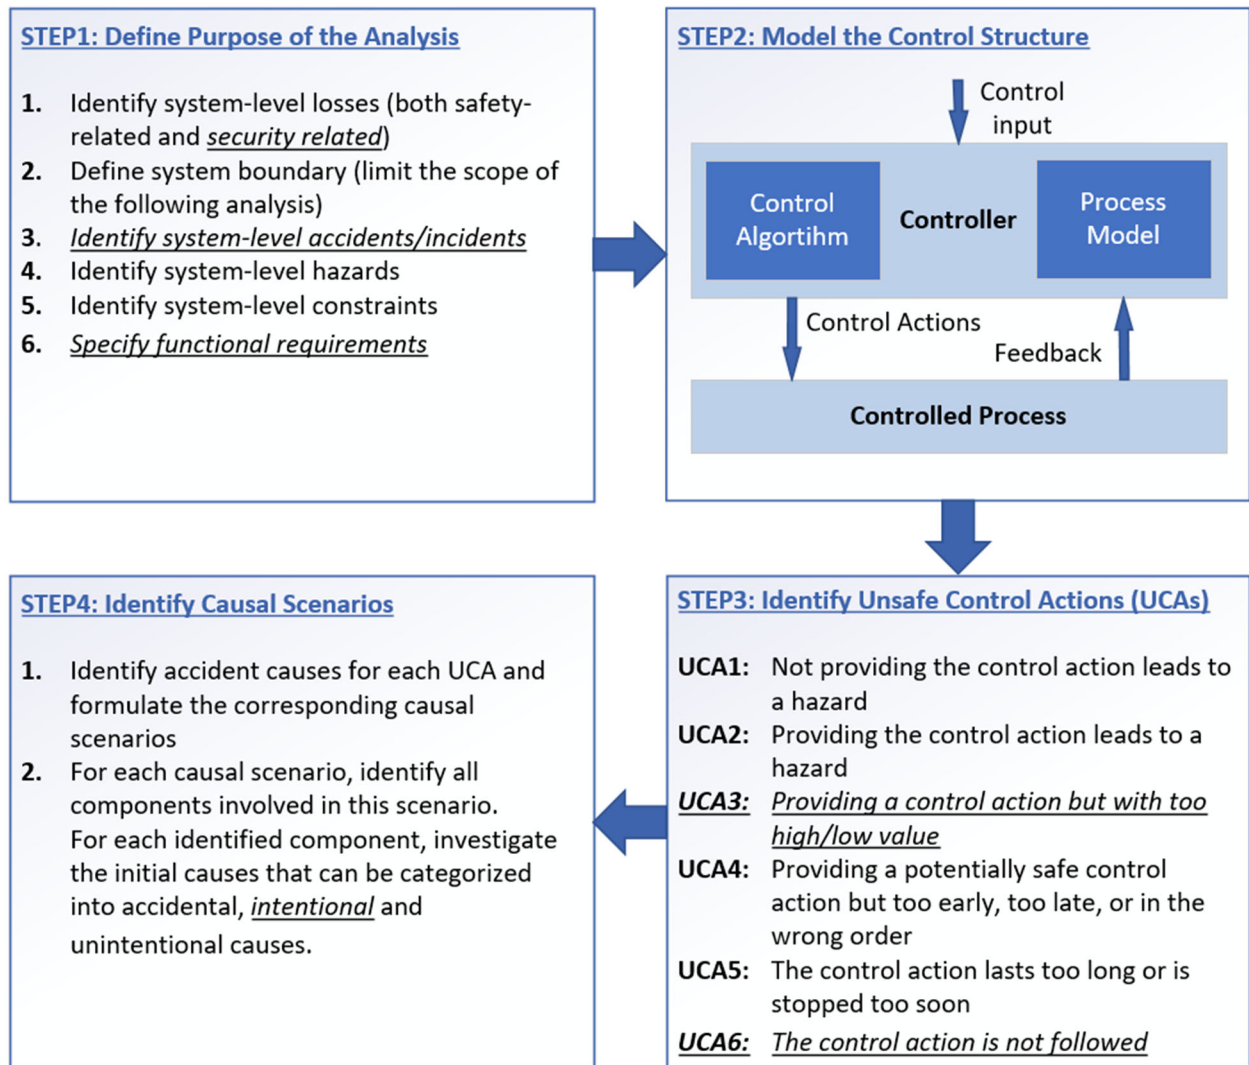 STEP1: Define Purpose of the Analysis
1. Identify system-level losses (both safety-
related and security related)
2. Define system boundary (limit the scope of
the following analysis)
3. Identify system-level accidents/incidents
4. Identify system-level hazards
5. Identify system-level constraints
6. Specify functional requirements
STEP2: Model the Control Structure
Control
input
Control
Algortihm
Controller
Process
Model
Control Actions
Feedback
Controlled Process
STEP3: Identify Unsafe Control Actions (UCAs)
UCA1: Not providing the control action leads to
a hazard
UCA2: Providing the control action leads to a
hazard
UCA3: Providing a control action but with too
high/low value
UCA4: Providing a potentially safe control
action but too early, too late, or in the
wrong order
UCA5: The control action lasts too long or is
stopped too soon
UCA6: The control action is not followed
STEP4: Identify Causal Scenarios
1. Identify accident causes for each UCA and
formulate the corresponding causal
scenarios
2. For each causal scenario, identify all
components involved in this scenario.
For each identified component, investigate
the initial causes that can be categorized
into accidental, intentional and
unintentional causes.